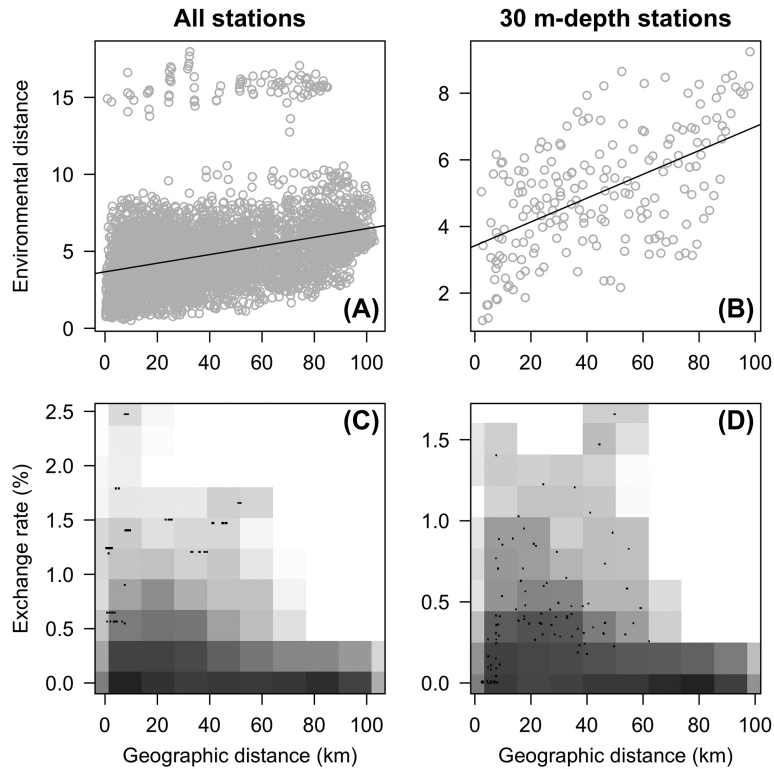 All stations
30 m-depth stations
Environmental distance
15
10
5
0
(A)
0 20 40 60 80 100
8
6
4
2
(B)
0 20 40 60 80 100
Exchange rate (%)
2.5
2.0
1.5
1.0
0.5
0.0
(C)
0 20 40 60 80 100
Geographic distance (km)
1.5
1.0
0.5
0.0
(D)
0 20 40 60 80 100
Geographic distance (km)